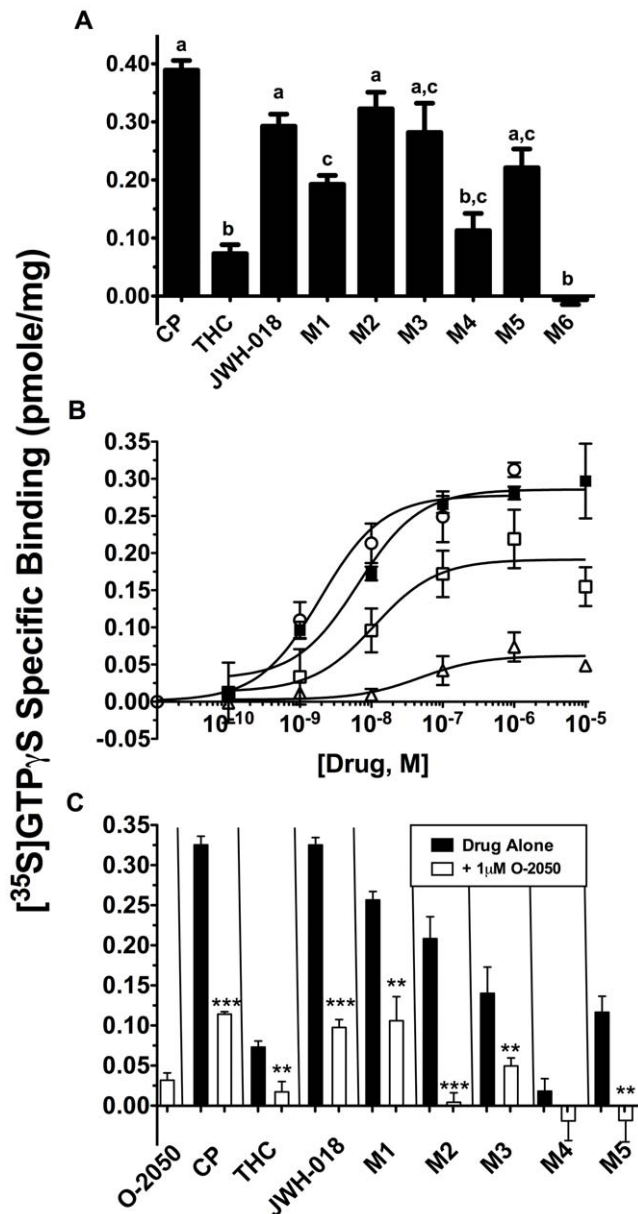 [³⁵S]GTPγS Specific Binding (pmole/mg)
A
0.40
0.30
0.20
0.10
0.00
a
b
a
c
a
a,c
b,c
a,c
b
CP
THC
JWH-018
M1
M2
M3
M4
M5
M6
B
0.35
0.30
0.25
0.20
0.15
0.10
0.05
0.00
-0.05
10⁻¹⁰
10⁻⁹
10⁻⁸
10⁻⁷
10⁻⁶
10⁻⁵
[Drug, M]
C
0.35
0.30
0.25
0.20
0.15
0.10
0.05
0.00
Drug Alone
+ 1μM O-2050
***
**
***
**
***
**
**
O-2050
CP
THC
JWH-018
M1
M2
M3
M4
M5